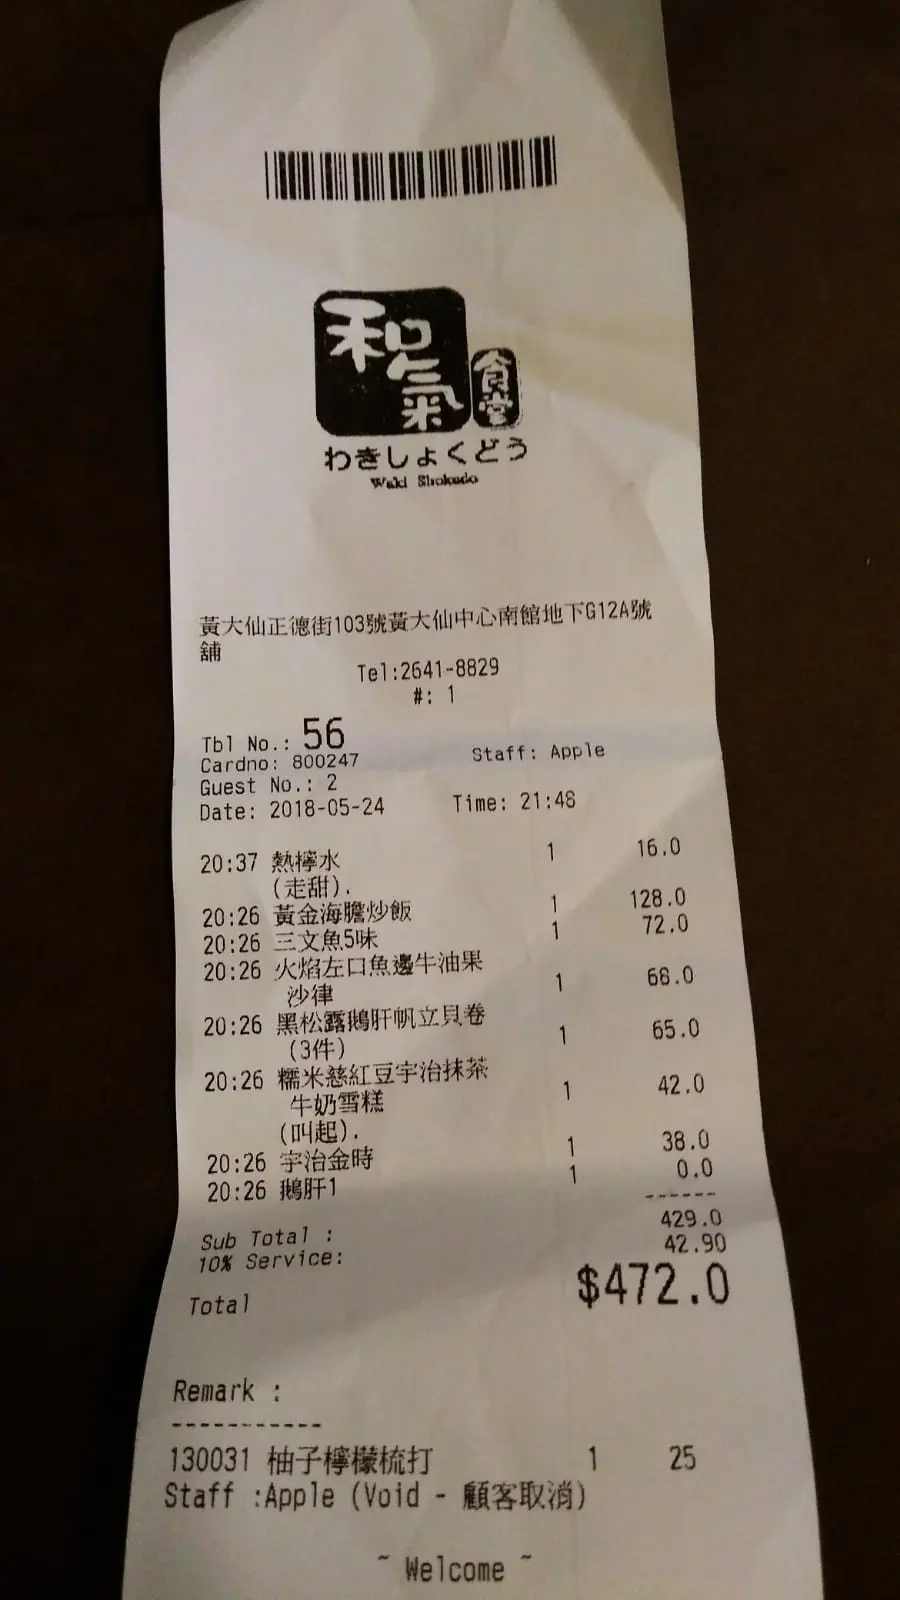 和氣
食堂
わきしょくどう
Waki Shokudo
黃大仙正德街103號黃大仙中心南館地下G12A號
舖
Tel:2641-8829
#: 1
Tbl No.: 56
Cardno: 800247 Staff: Apple
Guest No.: 2
Date: 2018-05-24 Time: 21:48
20:37 熱檸水 1 16.0
(走甜).
20:26 黃金海膽炒飯 1 128.0
20:26 三文魚5味 1 72.0
20:26 火焰左口魚邊牛油果
沙律 1 68.0
20:26 黑松露鵝肝帆立貝卷
(3件) 1 65.0
20:26 糯米慈紅豆宇治抹茶
牛奶雪糕 1 42.0
(叫起).
20:26 宇治金時 1 38.0
20:26 鵝肝1 1 0.0
------
Sub Total : 429.0
10% Service: 42.90
Total $472.0
Remark :
-----------
130031 柚子檸檬梳打 1 25
Staff :Apple (Void - 顧客取消)
~ Welcome ~